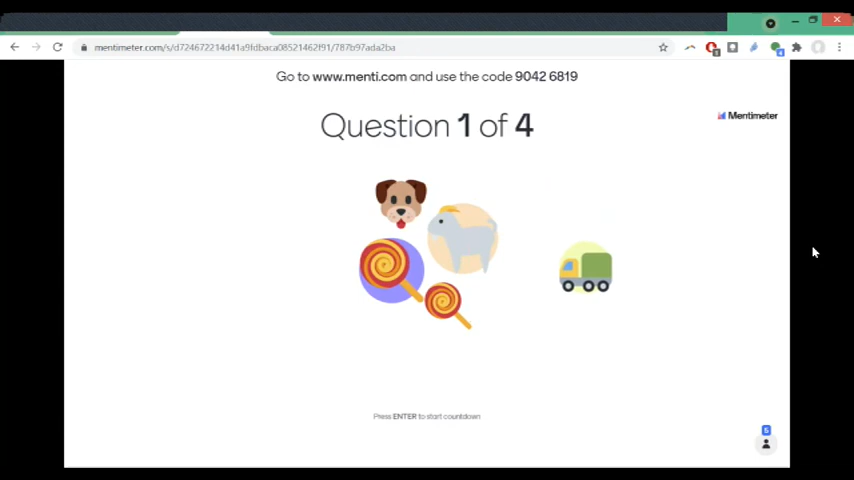 mentimeter.com/s/d724672214d41a9fdbaca08521462f91/787b97ada2ba
Go to www.menti.com and use the code 9042 6819
Mentimeter
Question 1 of 4
Press ENTER to start countdown
5